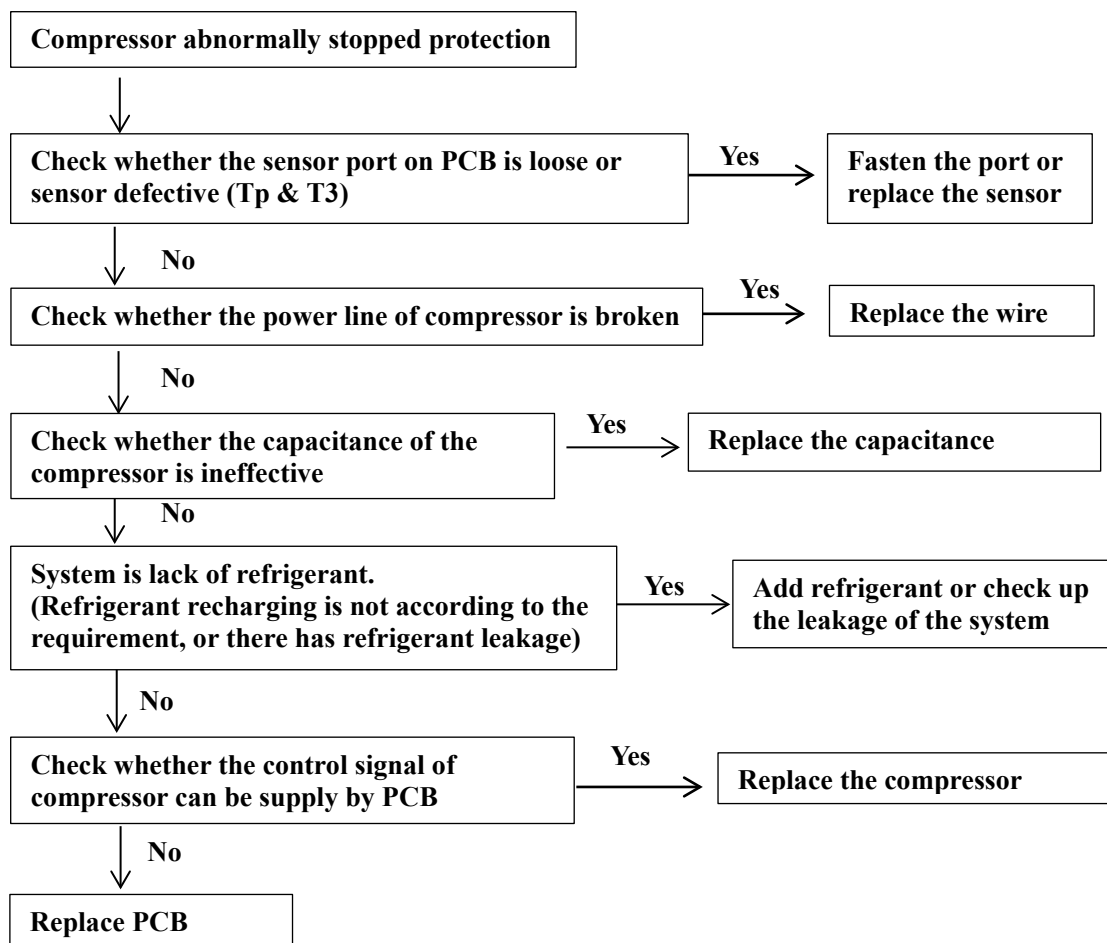 Compressor abnormally stopped protection
Check whether the sensor port on PCB is loose or
sensor defective (Tp & T3)
Yes
Fasten the port or
replace the sensor
No
Check whether the power line of compressor is broken
Yes
Replace the wire
No
Check whether the capacitance of the
compressor is ineffective
Yes
Replace the capacitance
No
System is lack of refrigerant.
(Refrigerant recharging is not according to the
requirement, or there has refrigerant leakage)
Yes
Add refrigerant or check up
the leakage of the system
No
Check whether the control signal of
compressor can be supply by PCB
Yes
Replace the compressor
No
Replace PCB